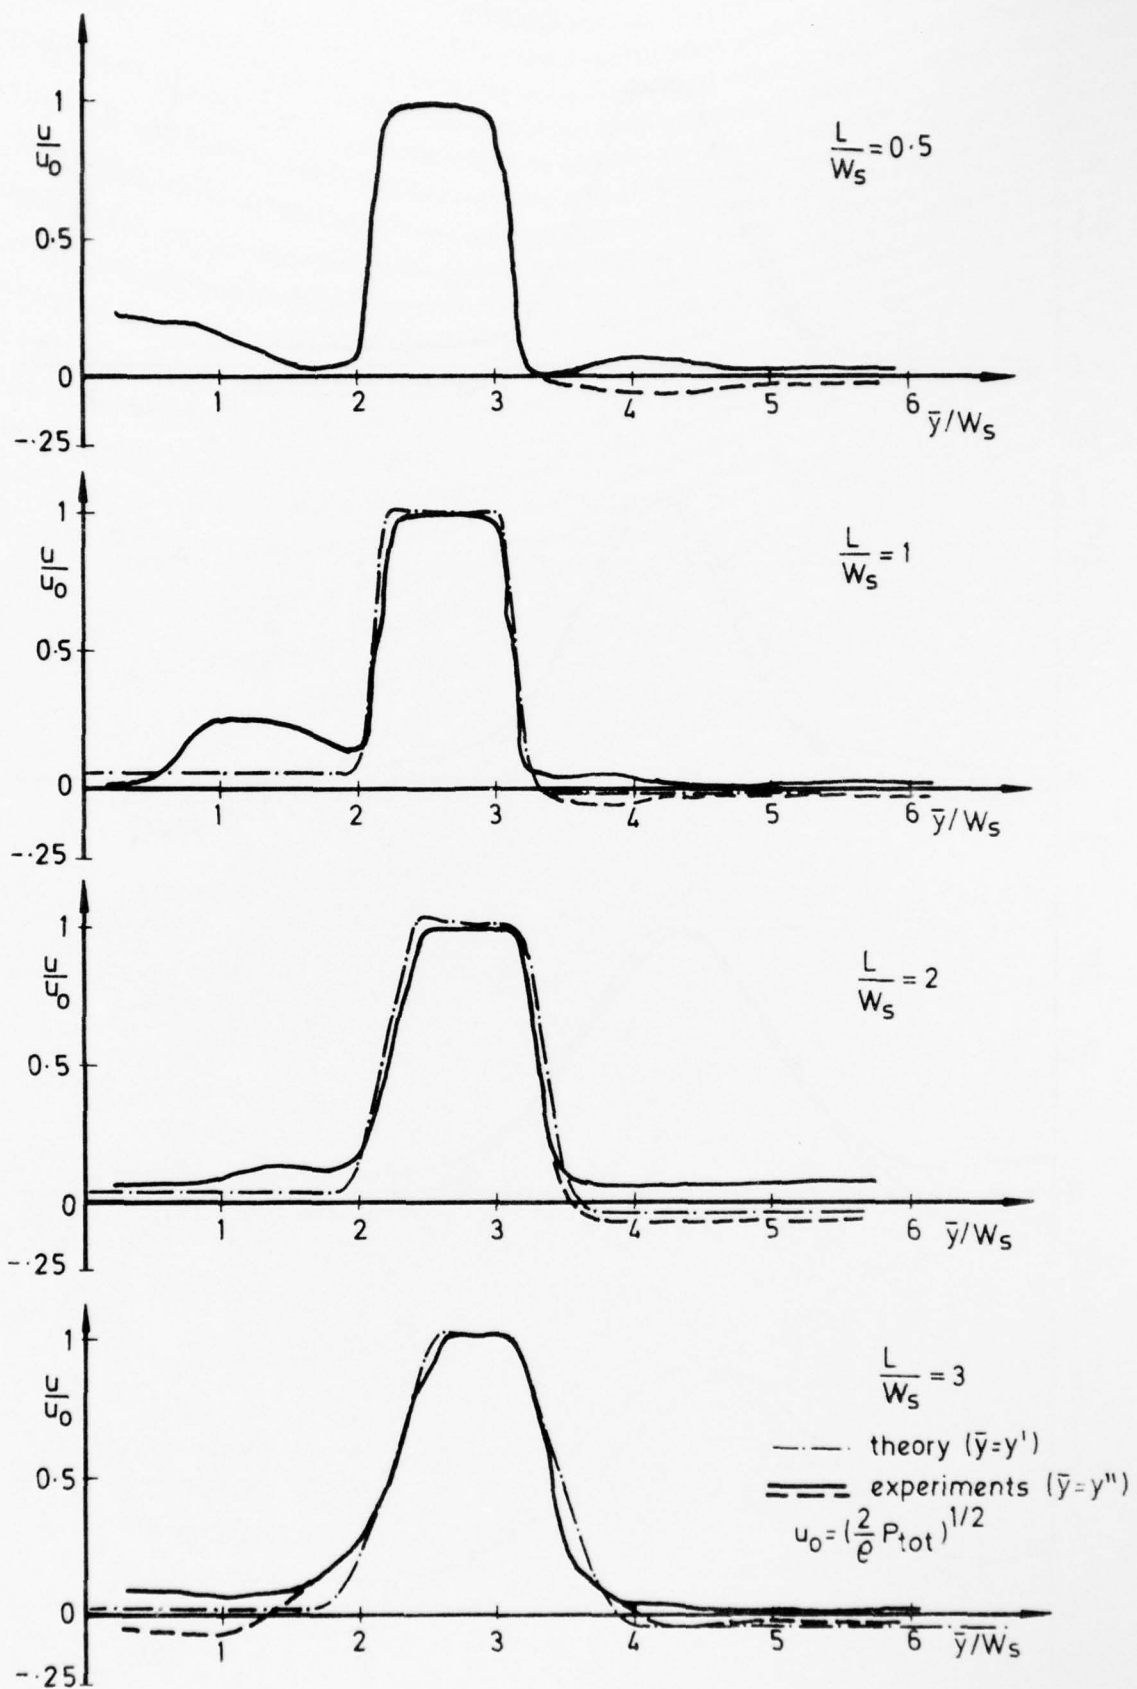 1
u/u₀
0·5
0
-·25
1 2 3 4 5 6
ȳ/Wₛ
L/Wₛ = 0·5
1
u/u₀
0·5
0
-·25
1 2 3 4 5 6
ȳ/Wₛ
L/Wₛ = 1
1
u/u₀
0·5
0
-·25
1 2 3 4 5 6
ȳ/Wₛ
L/Wₛ = 2
1
u/u₀
0·5
0
-·25
1 2 3 4 5 6
ȳ/Wₛ
L/Wₛ = 3
theory (ȳ=y')
experiments (ȳ=y'')
u₀=(2/ρ Ptot)^1/2